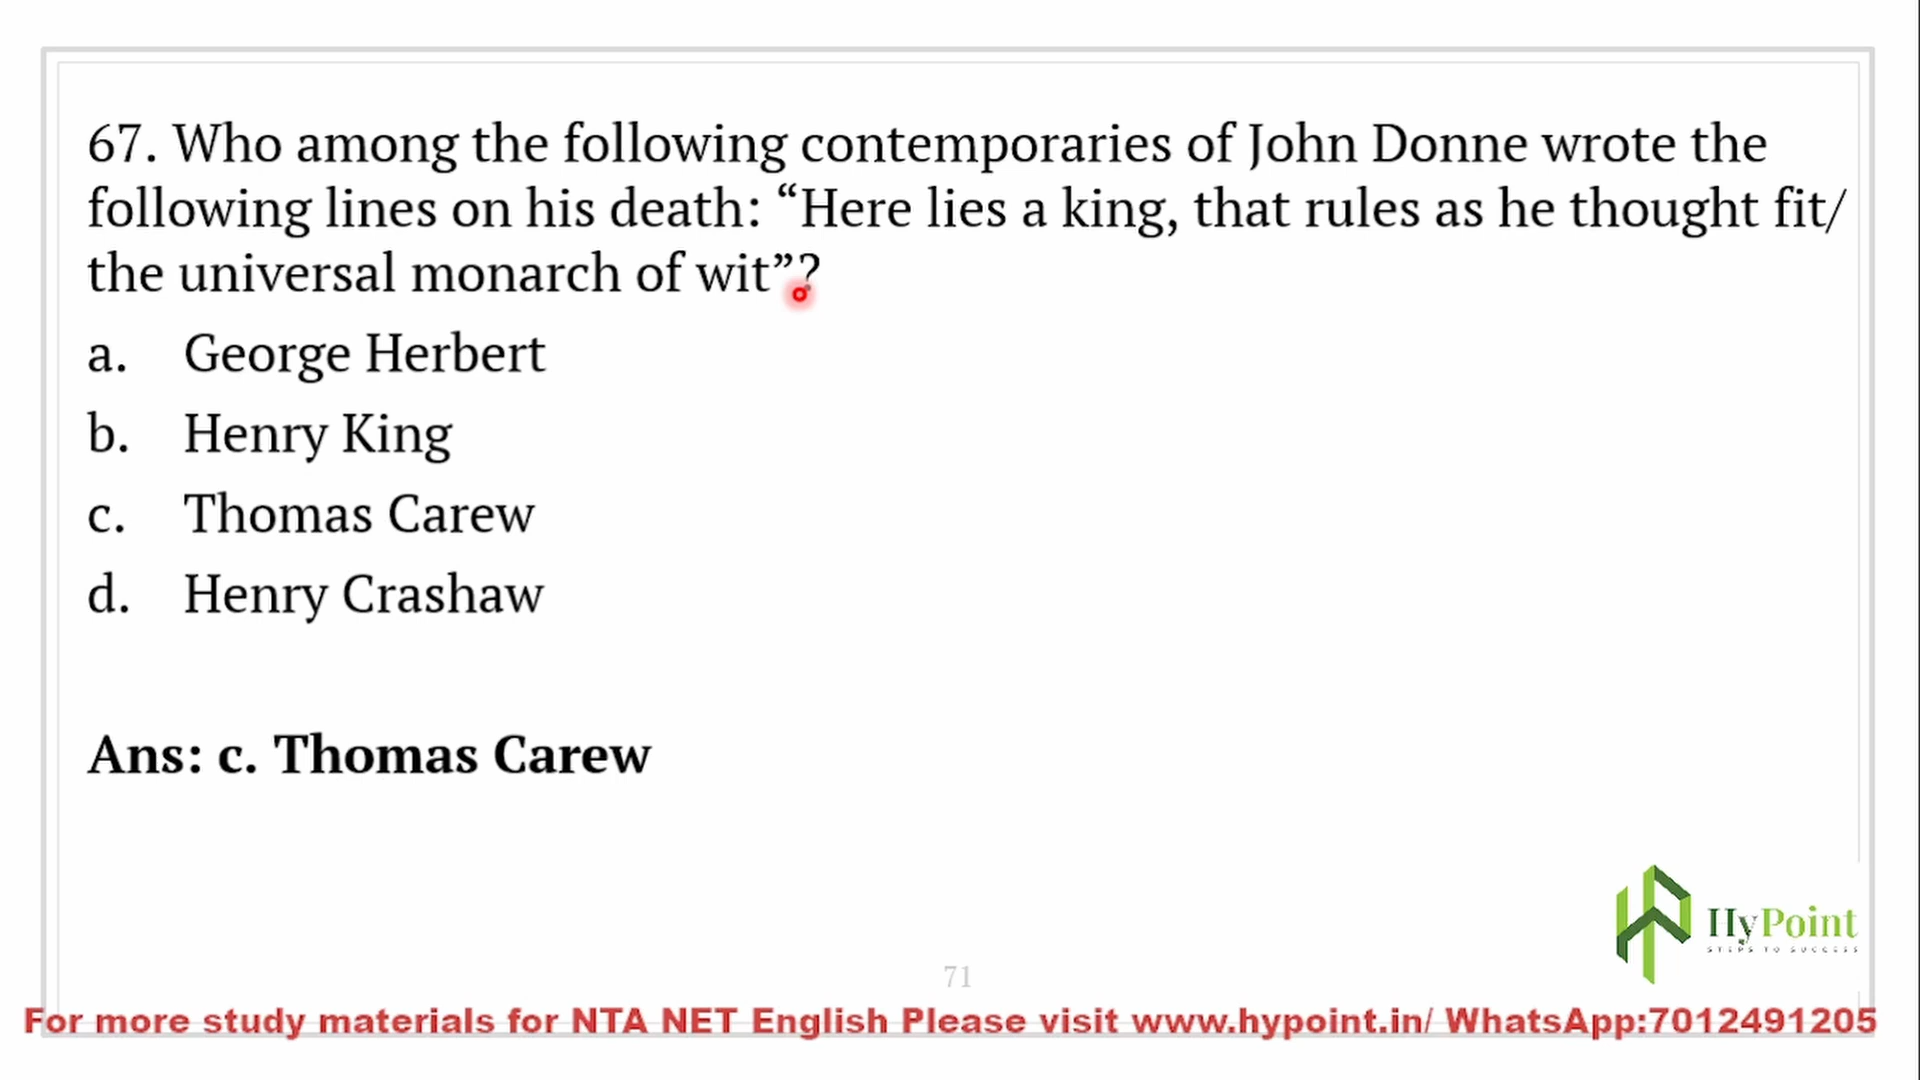 67. Who among the following contemporaries of John Donne wrote the
following lines on his death: “Here lies a king, that rules as he thought fit/
the universal monarch of wit”?
a. George Herbert
b. Henry King
c. Thomas Carew
d. Henry Crashaw
Ans: c. Thomas Carew
HyPoint
STEPS TO SUCCESS
71
For more study materials for NTA NET English Please visit www.hypoint.in/ WhatsApp:7012491205